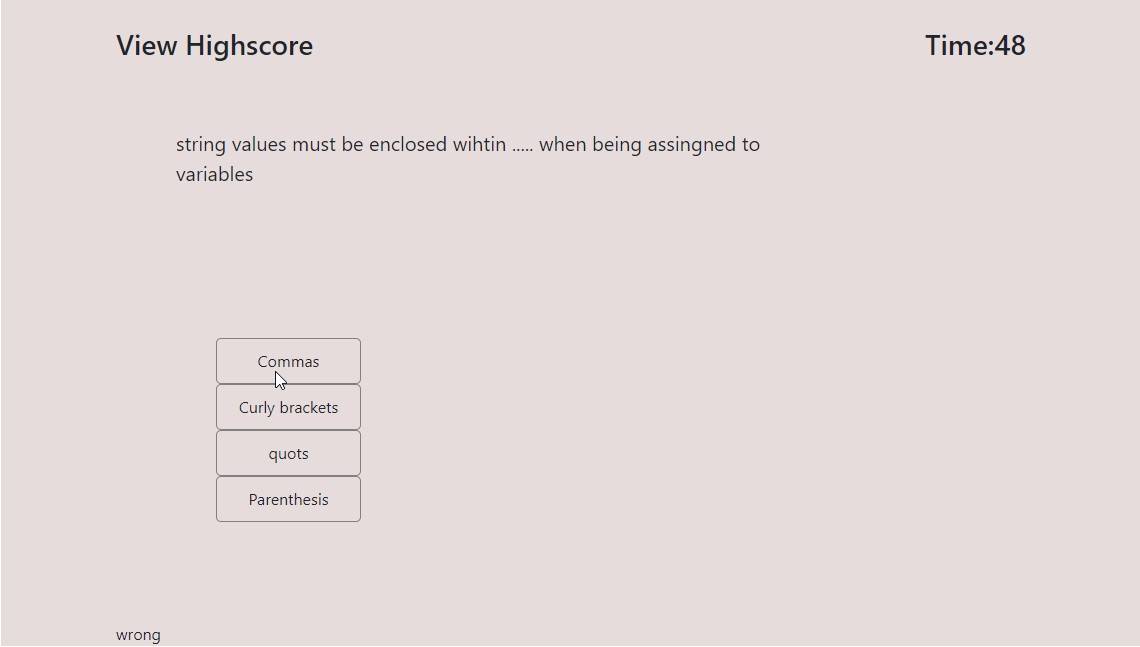 View Highscore
Time:48
string values must be enclosed wihtin ..... when being assingned to
variables
Commas
Curly brackets
quots
Parenthesis
wrong